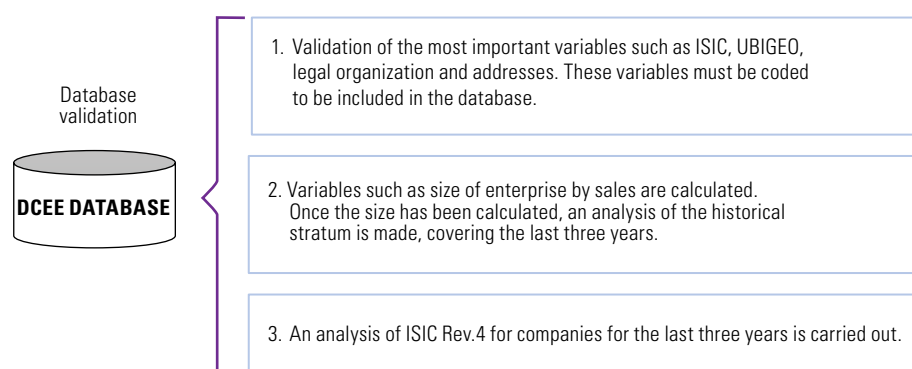 Database
validation
DCEE DATABASE
1. Validation of the most important variables such as ISIC, UBIGEO,
legal organization and addresses. These variables must be coded
to be included in the database.
2. Variables such as size of enterprise by sales are calculated.
Once the size has been calculated, an analysis of the historical
stratum is made, covering the last three years.
3. An analysis of ISIC Rev.4 for companies for the last three years is carried out.